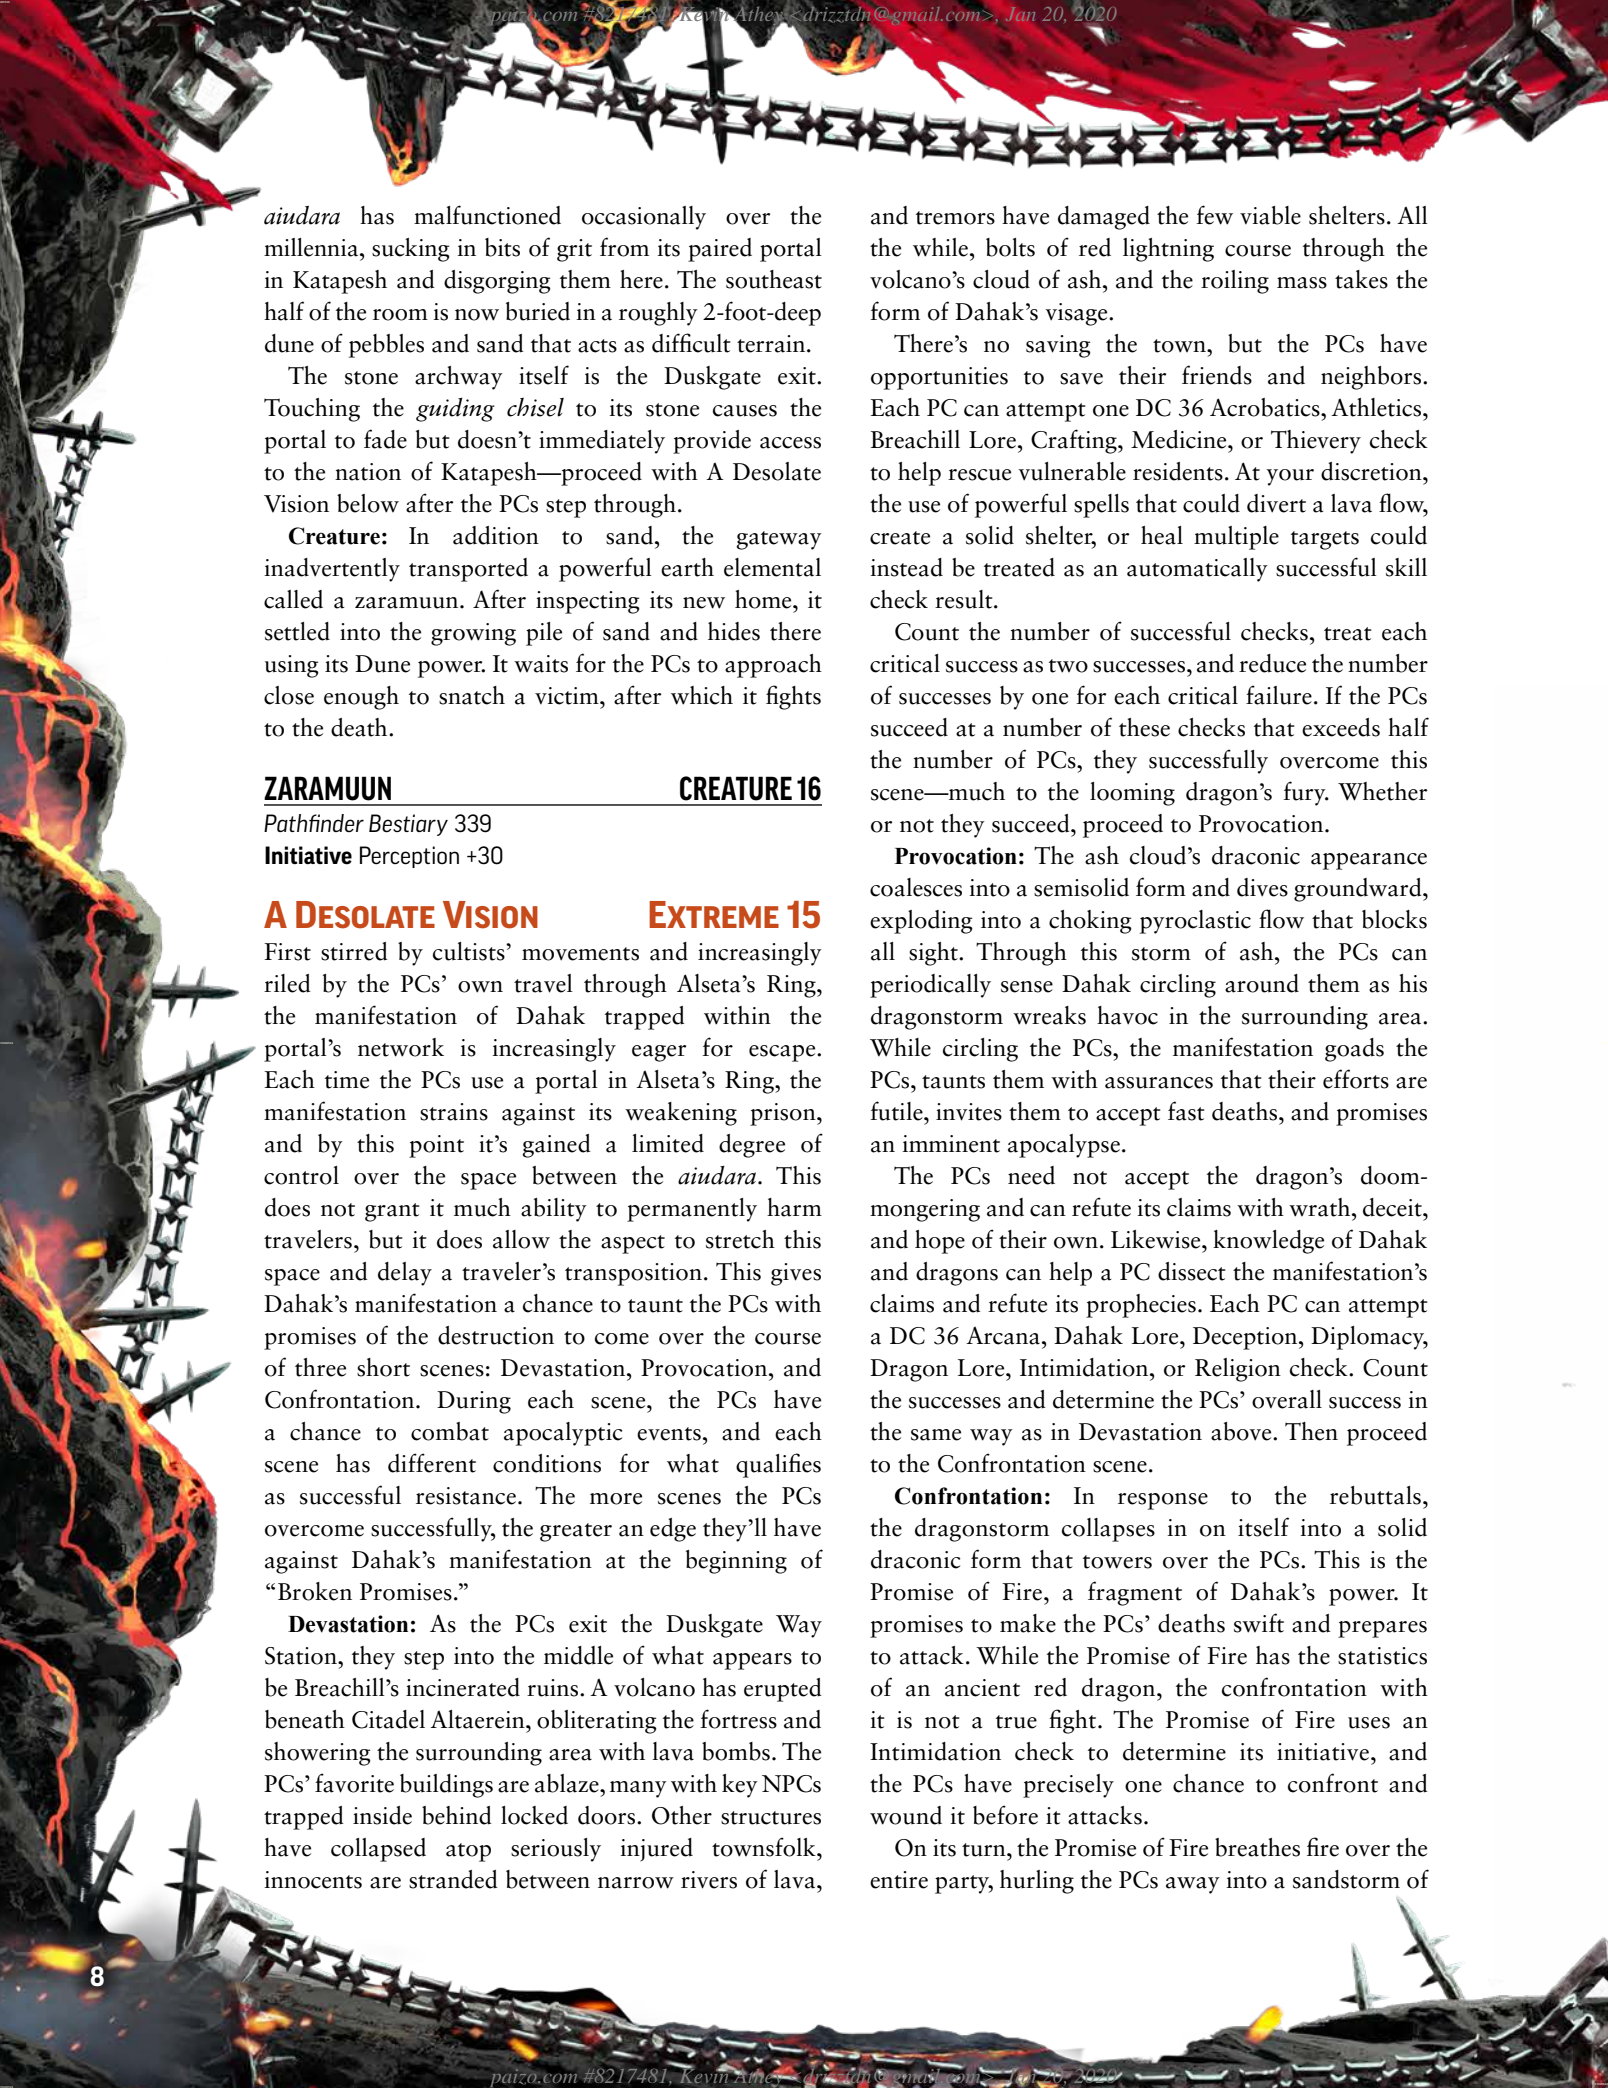 paizo.com #8217481, Kevin Athey <drizztdn@gmail.com>, Jan 20, 2020
aiudara has malfunctioned occasionally over the
millennia, sucking in bits of grit from its paired portal
in Katapesh and disgorging them here. The southeast
half of the room is now buried in a roughly 2-foot-deep
dune of pebbles and sand that acts as difficult terrain.
The stone archway itself is the Duskgate exit.
Touching the guiding chisel to its stone causes the
portal to fade but doesn’t immediately provide access
to the nation of Katapesh—proceed with A Desolate
Vision below after the PCs step through.
Creature: In addition to sand, the gateway
inadvertently transported a powerful earth elemental
called a zaramuun. After inspecting its new home, it
settled into the growing pile of sand and hides there
using its Dune power. It waits for the PCs to approach
close enough to snatch a victim, after which it fights
to the death.
ZARAMUUN CREATURE 16
Pathfinder Bestiary 339
Initiative Perception +30
A DESOLATE VISION EXTREME 15
First stirred by cultists’ movements and increasingly
riled by the PCs’ own travel through Alseta’s Ring,
the manifestation of Dahak trapped within the
portal’s network is increasingly eager for escape.
Each time the PCs use a portal in Alseta’s Ring, the
manifestation strains against its weakening prison,
and by this point it’s gained a limited degree of
control over the space between the aiudara. This
does not grant it much ability to permanently harm
travelers, but it does allow the aspect to stretch this
space and delay a traveler’s transposition. This gives
Dahak’s manifestation a chance to taunt the PCs with
promises of the destruction to come over the course
of three short scenes: Devastation, Provocation, and
Confrontation. During each scene, the PCs have
a chance to combat apocalyptic events, and each
scene has different conditions for what qualifies
as successful resistance. The more scenes the PCs
overcome successfully, the greater an edge they’ll have
against Dahak’s manifestation at the beginning of
“Broken Promises.”
Devastation: As the PCs exit the Duskgate Way
Station, they step into the middle of what appears to
be Breachill’s incinerated ruins. A volcano has erupted
beneath Citadel Altaerein, obliterating the fortress and
showering the surrounding area with lava bombs. The
PCs’ favorite buildings are ablaze, many with key NPCs
trapped inside behind locked doors. Other structures
have collapsed atop seriously injured townsfolk,
innocents are stranded between narrow rivers of lava,
and tremors have damaged the few viable shelters. All
the while, bolts of red lightning course through the
volcano’s cloud of ash, and the roiling mass takes the
form of Dahak’s visage.
There’s no saving the town, but the PCs have
opportunities to save their friends and neighbors.
Each PC can attempt one DC 36 Acrobatics, Athletics,
Breachill Lore, Crafting, Medicine, or Thievery check
to help rescue vulnerable residents. At your discretion,
the use of powerful spells that could divert a lava flow,
create a solid shelter, or heal multiple targets could
instead be treated as an automatically successful skill
check result.
Count the number of successful checks, treat each
critical success as two successes, and reduce the number
of successes by one for each critical failure. If the PCs
succeed at a number of these checks that exceeds half
the number of PCs, they successfully overcome this
scene—much to the looming dragon’s fury. Whether
or not they succeed, proceed to Provocation.
Provocation: The ash cloud’s draconic appearance
coalesces into a semisolid form and dives groundward,
exploding into a choking pyroclastic flow that blocks
all sight. Through this storm of ash, the PCs can
periodically sense Dahak circling around them as his
dragonstorm wreaks havoc in the surrounding area.
While circling the PCs, the manifestation goads the
PCs, taunts them with assurances that their efforts are
futile, invites them to accept fast deaths, and promises
an imminent apocalypse.
The PCs need not accept the dragon’s doom-
mongering and can refute its claims with wrath, deceit,
and hope of their own. Likewise, knowledge of Dahak
and dragons can help a PC dissect the manifestation’s
claims and refute its prophecies. Each PC can attempt
a DC 36 Arcana, Dahak Lore, Deception, Diplomacy,
Dragon Lore, Intimidation, or Religion check. Count
the successes and determine the PCs’ overall success in
the same way as in Devastation above. Then proceed
to the Confrontation scene.
Confrontation: In response to the rebuttals,
the dragonstorm collapses in on itself into a solid
draconic form that towers over the PCs. This is the
Promise of Fire, a fragment of Dahak’s power. It
promises to make the PCs’ deaths swift and prepares
to attack. While the Promise of Fire has the statistics
of an ancient red dragon, the confrontation with
it is not a true fight. The Promise of Fire uses an
Intimidation check to determine its initiative, and
the PCs have precisely one chance to confront and
wound it before it attacks.
On its turn, the Promise of Fire breathes fire over the
entire party, hurling the PCs away into a sandstorm of
8
paizo.com #8217481, Kevin Athey <drizztdn@gmail.com>, Jan 20, 2020